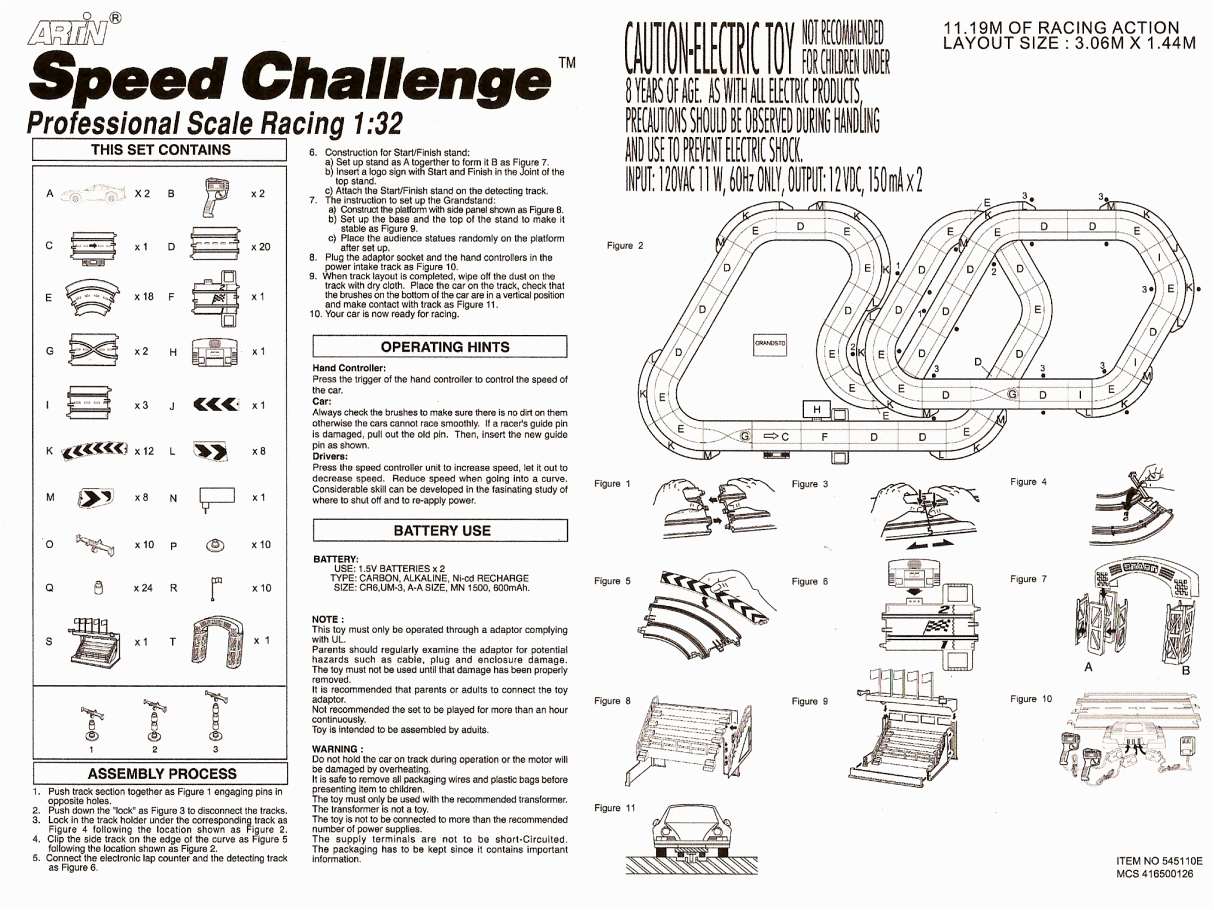 ARTIN®
Speed Challenge™
Professional Scale Racing 1:32
THIS SET CONTAINS
A X 2 B x 2
C x 1 D x 20
E x 18 F x 1
G x 2 H x 1
I x 3 J x 1
K x 12 L x 8
M x 8 N x 1
O x 10 P x 10
Q x 24 R x 10
S x 1 T x 1
1 2 3
ASSEMBLY PROCESS
1. Push track section together as Figure 1 engaging pins in
opposite holes.
2. Push down the "lock" as Figure 3 to disconnect the tracks.
3. Lock in the track holder under the corresponding track as
Figure 4 following the location shown as Figure 2.
4. Clip the side track on the edge of the curve as Figure 5
following the location shown as Figure 2.
5. Connect the electronic lap counter and the detecting track
as Figure 6.
6. Construction for Start/Finish stand:
a) Set up stand as A togerther to form it B as Figure 7.
b) Insert a logo sign with Start and Finish in the Joint of the
top stand.
c) Attach the Start/Finish stand on the detecting track.
7. The instruction to set up the Grandstand:
a) Construct the platform with side panel shown as Figure 8.
b) Set up the base and the top of the stand to make it
stable as Figure 9.
c) Place the audience statues randomly on the platform
after set up.
8. Plug the adaptor socket and the hand controllers in the
power intake track as Figure 10.
9. When track layout is completed, wipe off the dust on the
track with dry cloth. Place the car on the track, check that
the brushes on the bottom of the car are in a vertical position
and make contact with track as Figure 11.
10. Your car is now ready for racing.
OPERATING HINTS
Hand Controller:
Press the trigger of the hand controller to control the speed of
the car.
Car:
Always check the brushes to make sure there is no dirt on them
otherwise the cars cannot race smoothly. If a racer's guide pin
is damaged, pull out the old pin. Then, insert the new guide
pin as shown.
Drivers:
Press the speed controller unit to increase speed, let it out to
decrease speed. Reduce speed when going into a curve.
Considerable skill can be developed in the fasinating study of
where to shut off and to re-apply power.
BATTERY USE
BATTERY:
USE: 1.5V BATTERIES x 2
TYPE: CARBON, ALKALINE, Ni-cd RECHARGE
SIZE: CR6,UM-3, A-A SIZE, MN 1500, 600mAh.
NOTE :
This toy must only be operated through a adaptor complying
with UL.
Parents should regularly examine the adaptor for potential
hazards such as cable, plug and enclosure damage.
The toy must not be used until that damage has been properly
removed.
It is recommended that parents or adults to connect the toy
adaptor.
Not recommended the set to be played for more than an hour
continuously.
Toy is intended to be assembly by aduits.
WARNING :
Do not hold the car on track during operation or the motor will
be damaged by overheating.
It is safe to remove all packaging wires and plastic bags before
presenting item to children.
The toy must only be used with the recommended transformer.
The transformer is not a toy.
The toy is not to be connected to more than the recommended
number of power supplies.
The supply terminals are not to be short-Circuited.
The packaging has to be kept since it contains important
information.
CAUTION-ELECTRIC TOY NOT RECOMMENDED
FOR CHILDREN UNDER
8 YEARS OF AGE. AS WITH ALL ELECTRIC PRODUCTS,
PRECAUTIONS SHOULD BE OBSERVED DURING HANDLING
AND USE TO PREVENT ELECTRIC SHOCK.
INPUT: 120VAC 11 W, 60Hz ONLY, OUTPUT: 12 VDC, 150 mA x 2
11.19M OF RACING ACTION
LAYOUT SIZE : 3.06M X 1.44M
Figure 2
GRANDSTD
H
G C F D D E
Figure 1
Figure 3
Figure 4
Figure 5
Figure 6
2
1
Figure 7
START
A
B
Figure 8
Figure 9
Figure 10
Figure 11
ITEM NO 545110E
MCS 416500126